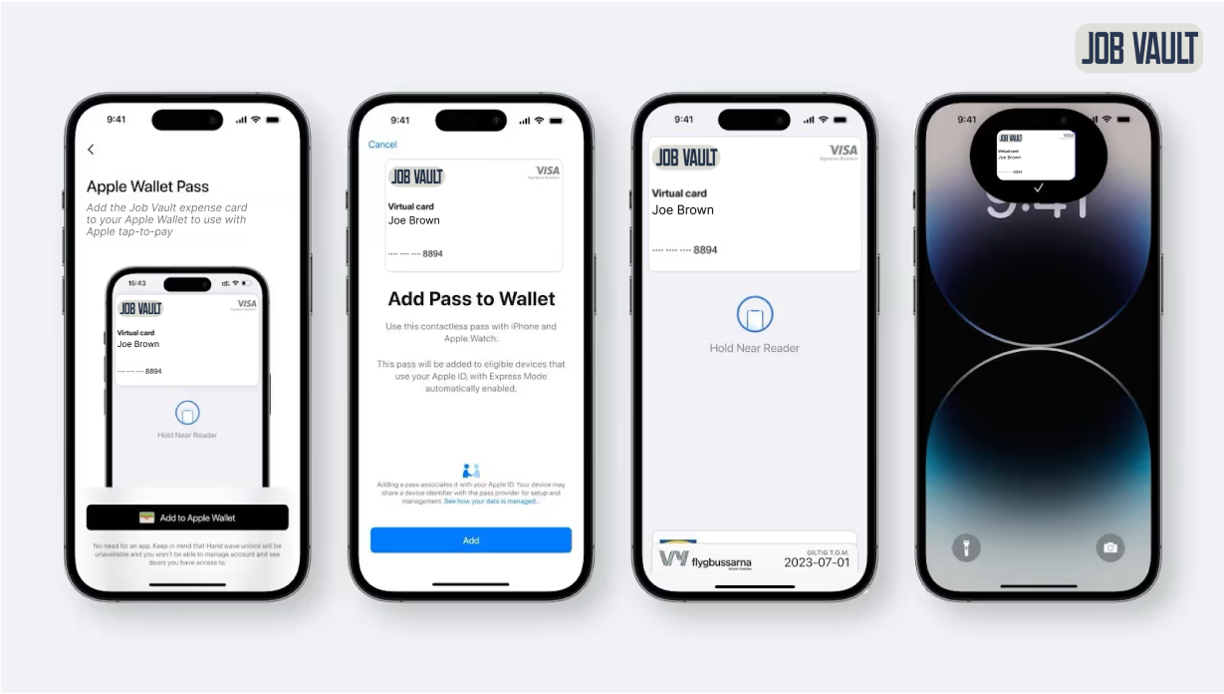 JOB VAULT
9:41
Apple Wallet Pass
Add the Job Vault expense card
to your Apple Wallet to use with
Apple tap-to-pay
15:43
JOB VAULT
VISA
Signature Business
Virtual card
Joe Brown
8894
Hold Near Reader
Add to Apple Wallet
No need for an app. Keep in mind that Hand wave unlock will be
unavailable and you won't be able to manage account and see
doors you have access to.
9:41
Cancel
JOB VAULT
VISA
Signature Business
Virtual card
Joe Brown
.... .... .... 8894
Add Pass to Wallet
Use this contactless pass with iPhone and
Apple Watch.
This pass will be added to eligible devices that
use your Apple ID, with Express Mode
automatically enabled.
Adding a pass associates it with your Apple ID. Your device may
share a device identifier with the pass provider for setup and
management. See how your data is managed...
Add
9:41
JOB VAULT
VISA
Signature Business
Virtual card
Joe Brown
.... .... .... 8894
Hold Near Reader
flygbussarna
Airport Coaches
GILTIG T.O.M.
2023-07-01
9:41
JOB VAULT
VISA
Virtual card
Joe Brown
8894
9:41